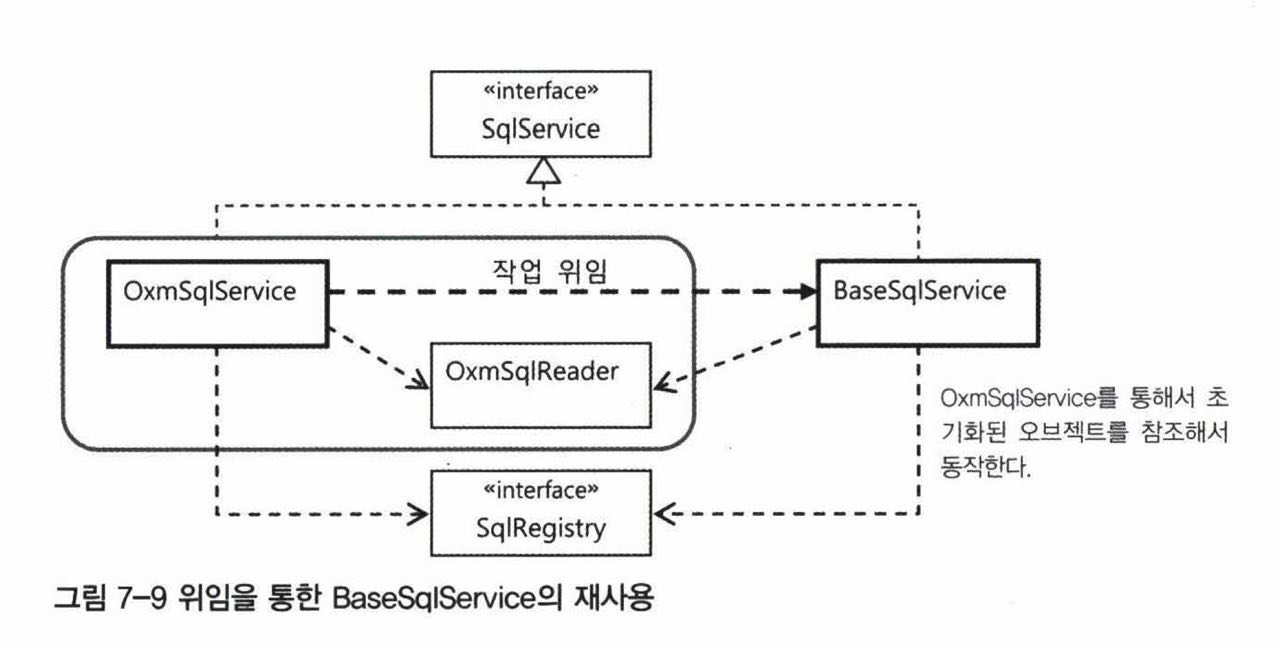 «interface»
SqlService
작업 위임
OxmSqlService
BaseSqlService
OxmSqlReader
OxmSqlService를 통해서 초
기화된 오브젝트를 참조해서
동작한다.
«interface»
SqlRegistry
그림 7-9 위임을 통한 BaseSqlService의 재사용